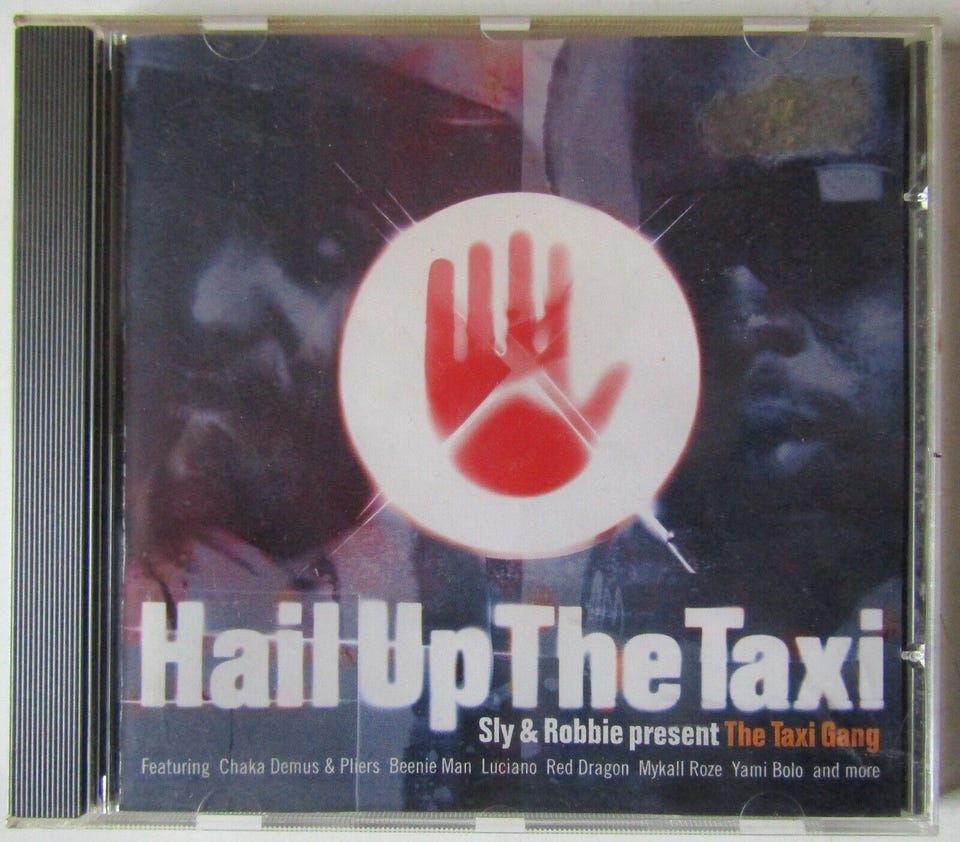 Hail Up The Taxi
Sly & Robbie present The Taxi Gang
Featuring Chaka Demus & Pliers Beenie Man Luciano Red Dragon Mykall Roze Yami Bolo and more